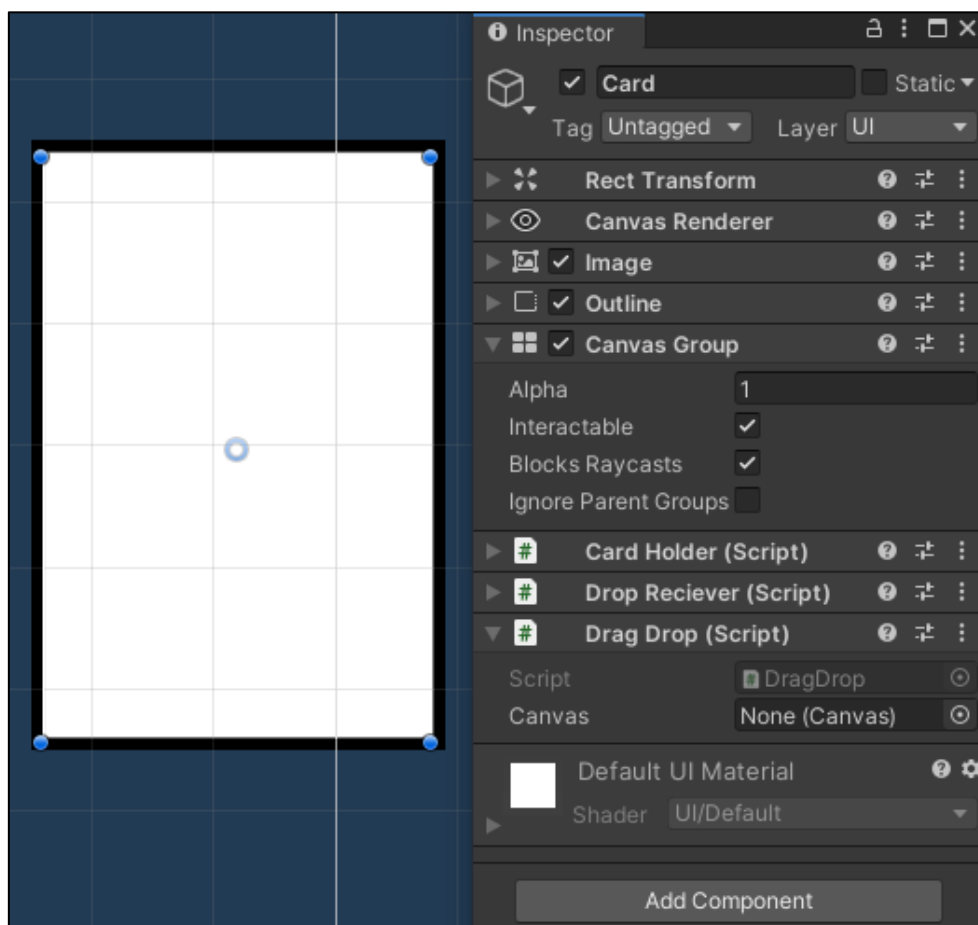 Inspector
Card
Static
Tag Untagged Layer UI
Rect Transform
Canvas Renderer
Image
Outline
Canvas Group
Alpha 1
Interactable
Blocks Raycasts
Ignore Parent Groups
# Card Holder (Script)
# Drop Reciever (Script)
# Drag Drop (Script)
Script # DragDrop
Canvas None (Canvas)
Default UI Material
Shader UI/Default
Add Component